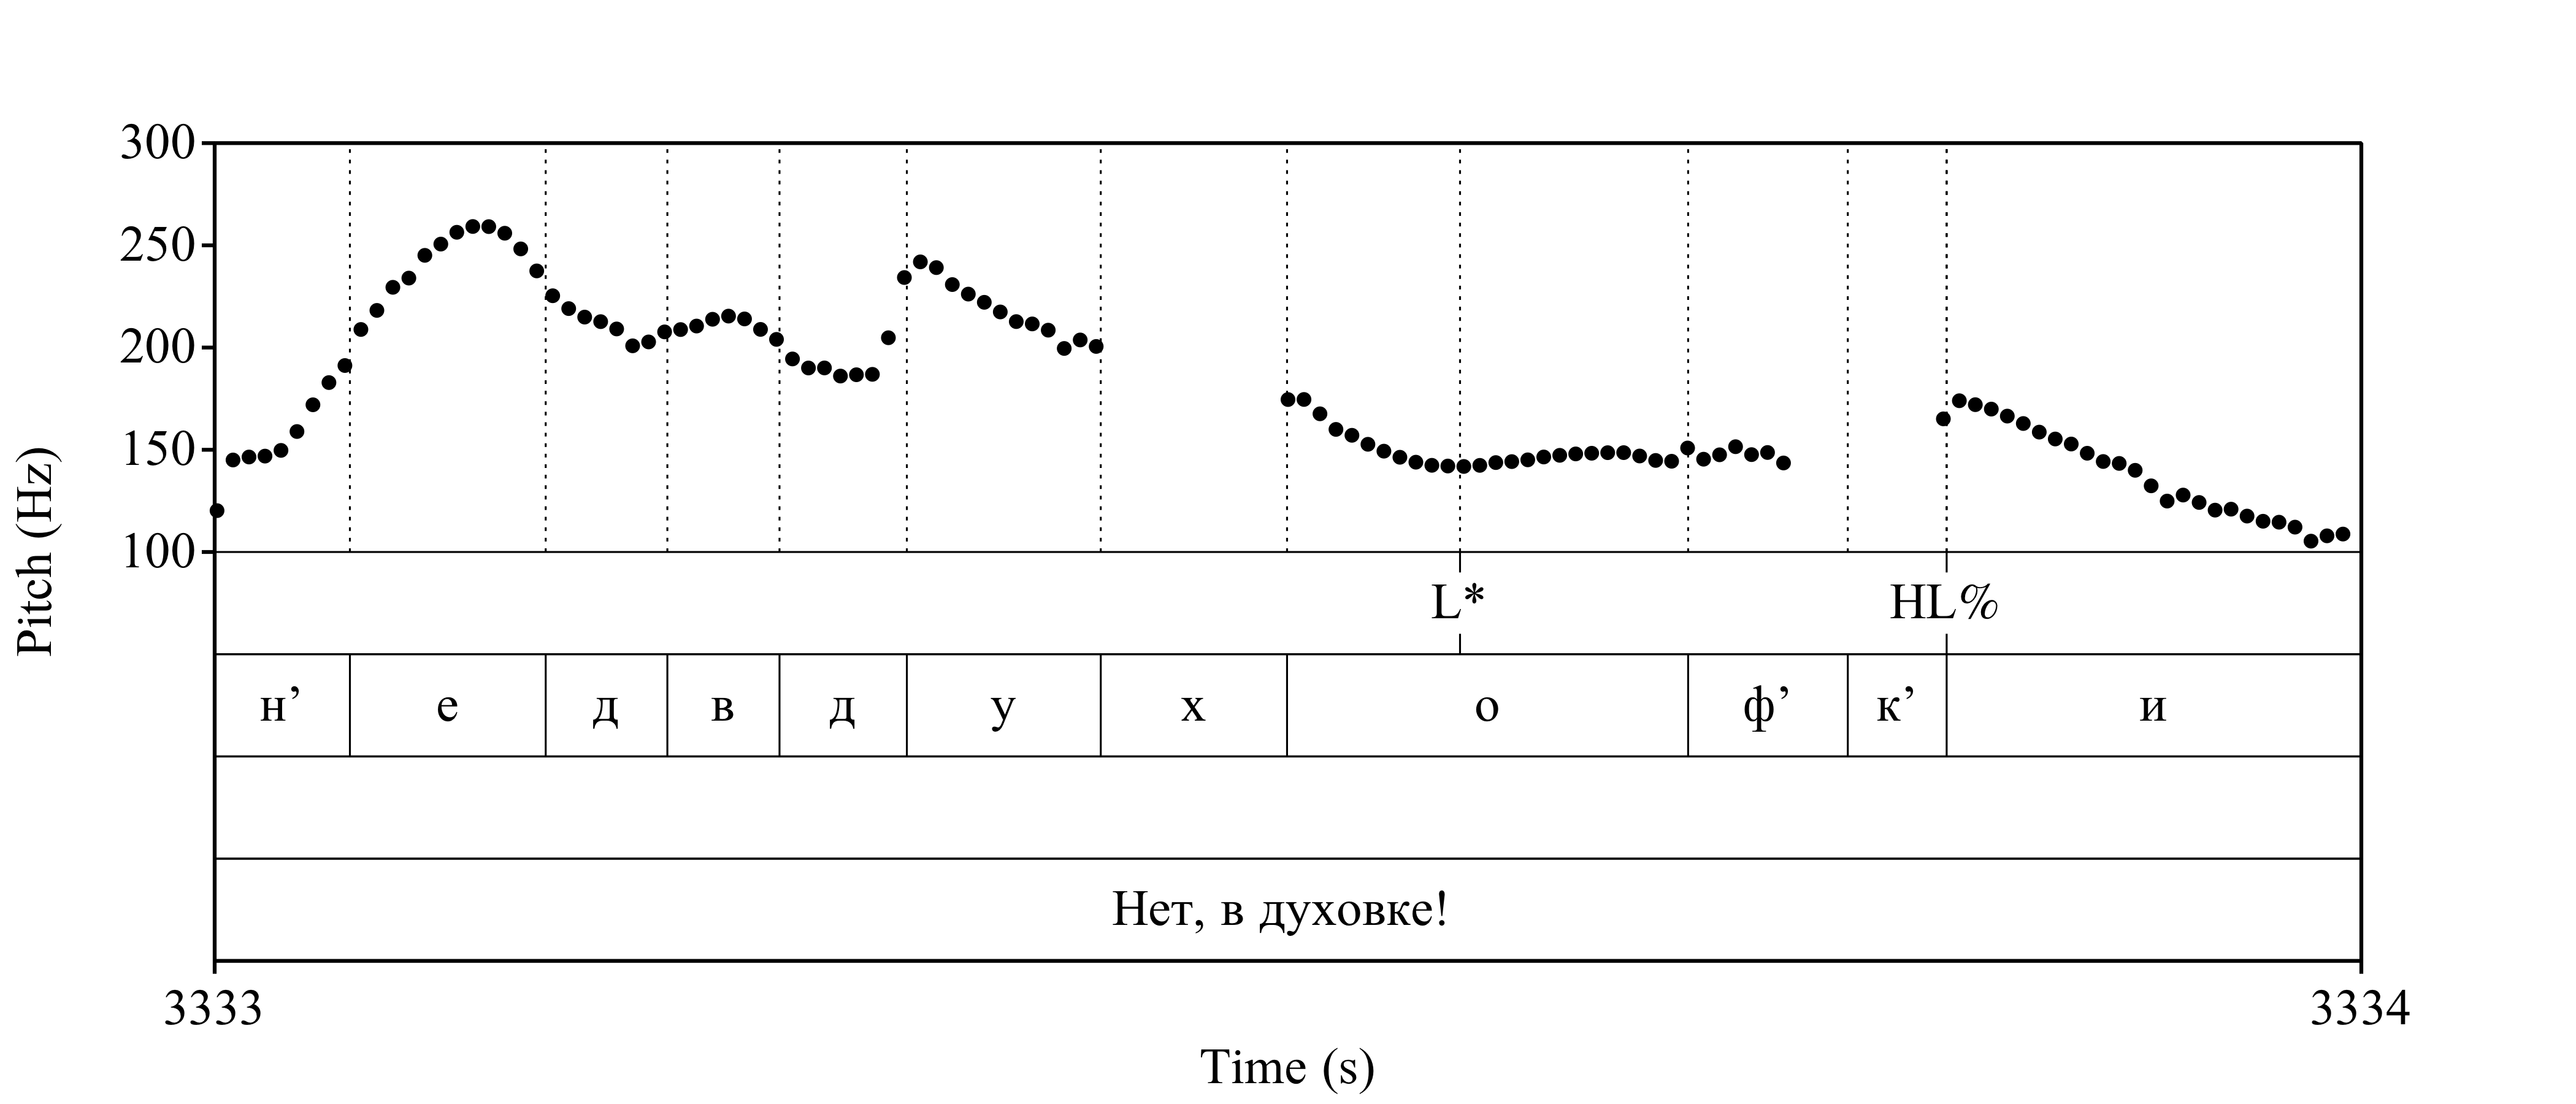 300
250
200
150
100
Pitch (Hz)
L* HL%
н’ е д в д у х о ф’ к’ и
Нет, в духовке!
3333 3334
Time (s)